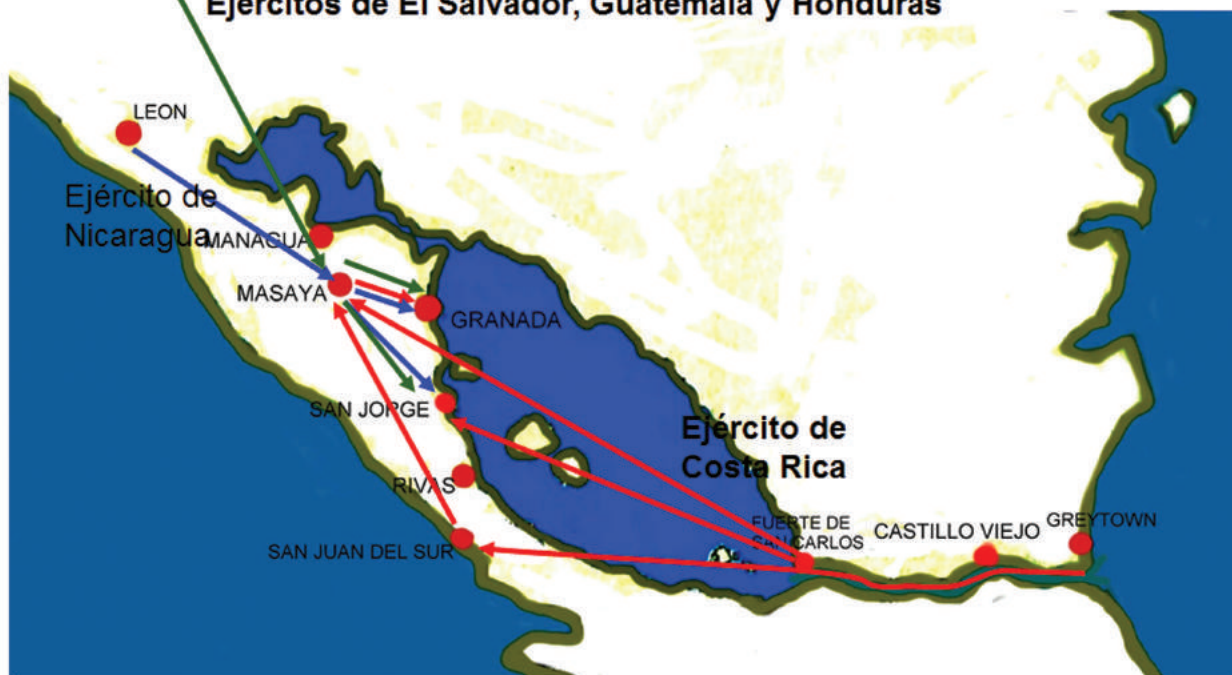 Ejércitos de El Salvador, Guatemala y Honduras
LEON
Ejército de
Nicaragua
MANAGUA
MASAYA
GRANADA
SAN JORGE
Ejército de
Costa Rica
RIVAS
FUERTE DE
SAN CARLOS
CASTILLO VIEJO
GREYTOWN
SAN JUAN DEL SUR